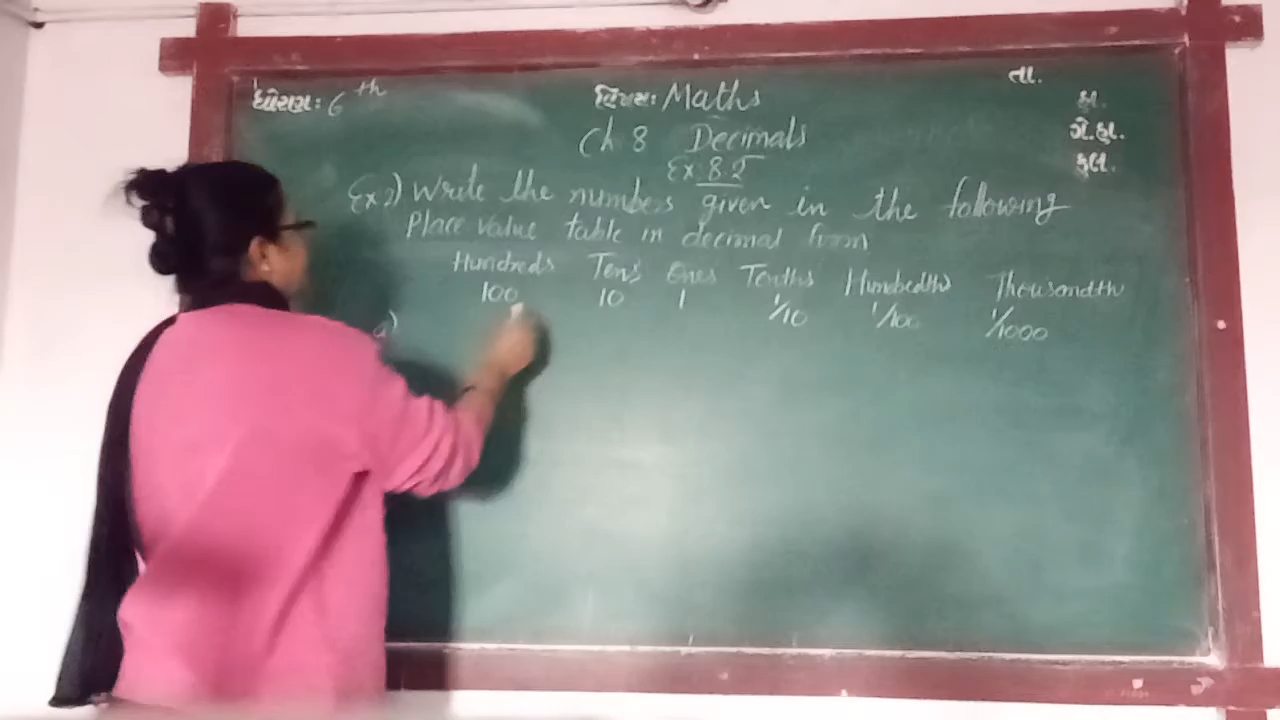 ધોરણ: 6th
વિષય: Maths
તા.
Ch 8 Decimals
હા.
ગે.હા.
કુલ.
Ex 8.2
Ex 2) Write the numbers given in the following
Place value table in decimal from
Hundreds Tens Ones Tenths Hundredths Thousandth
100 10 1 1/10 1/100 1/1000
a)